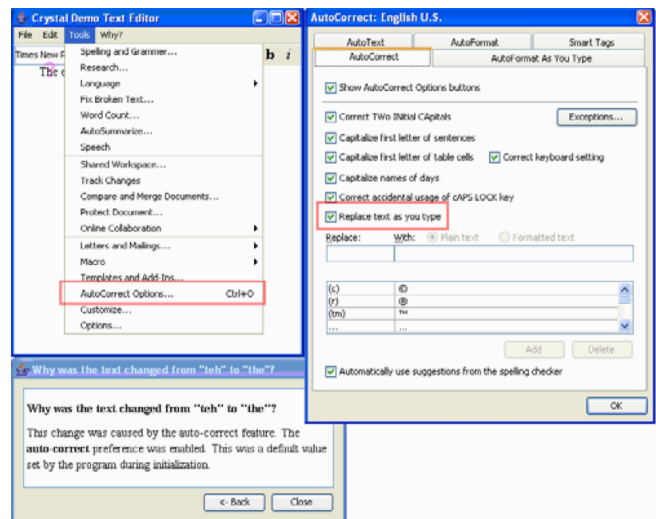 Crystal Demo Text Editor
File Edit Tools Why?
Times New R
b i
The c
Spelling and Grammer...
Research...
Language
Fix Broken Text...
Word Count...
AutoSummarize...
Speech
Shared Workspace...
Track Changes
Compare and Merge Documents...
Protect Document...
Online Collaboration
Letters and Mailings...
Macro
Templates and Add-Ins...
AutoCorrect Options... Ctrl+O
Customize...
Options...
AutoCorrect: English U.S.
AutoText AutoFormat Smart Tags
AutoCorrect AutoFormat As You Type
Show AutoCorrect Options buttons
Correct TWo INitial CApitals Exceptions...
Capitalize first letter of sentences
Capitalize first letter of table cells Correct keyboard setting
Capitalize names of days
Correct accidental usage of cAPS LOCK key
Replace text as you type
Replace: With: Plain text Formatted text
(c) ©
(r) ®
(tm) ™
... ...
Add Delete
Automatically use suggestions from the spelling checker
OK
Why was the text changed from "teh" to "the"?
Why was the text changed from "teh" to "the"?
This change was caused by the auto-correct feature. The
auto-correct preference was enabled. This was a default value
set by the program during initialization.
<- Back Close